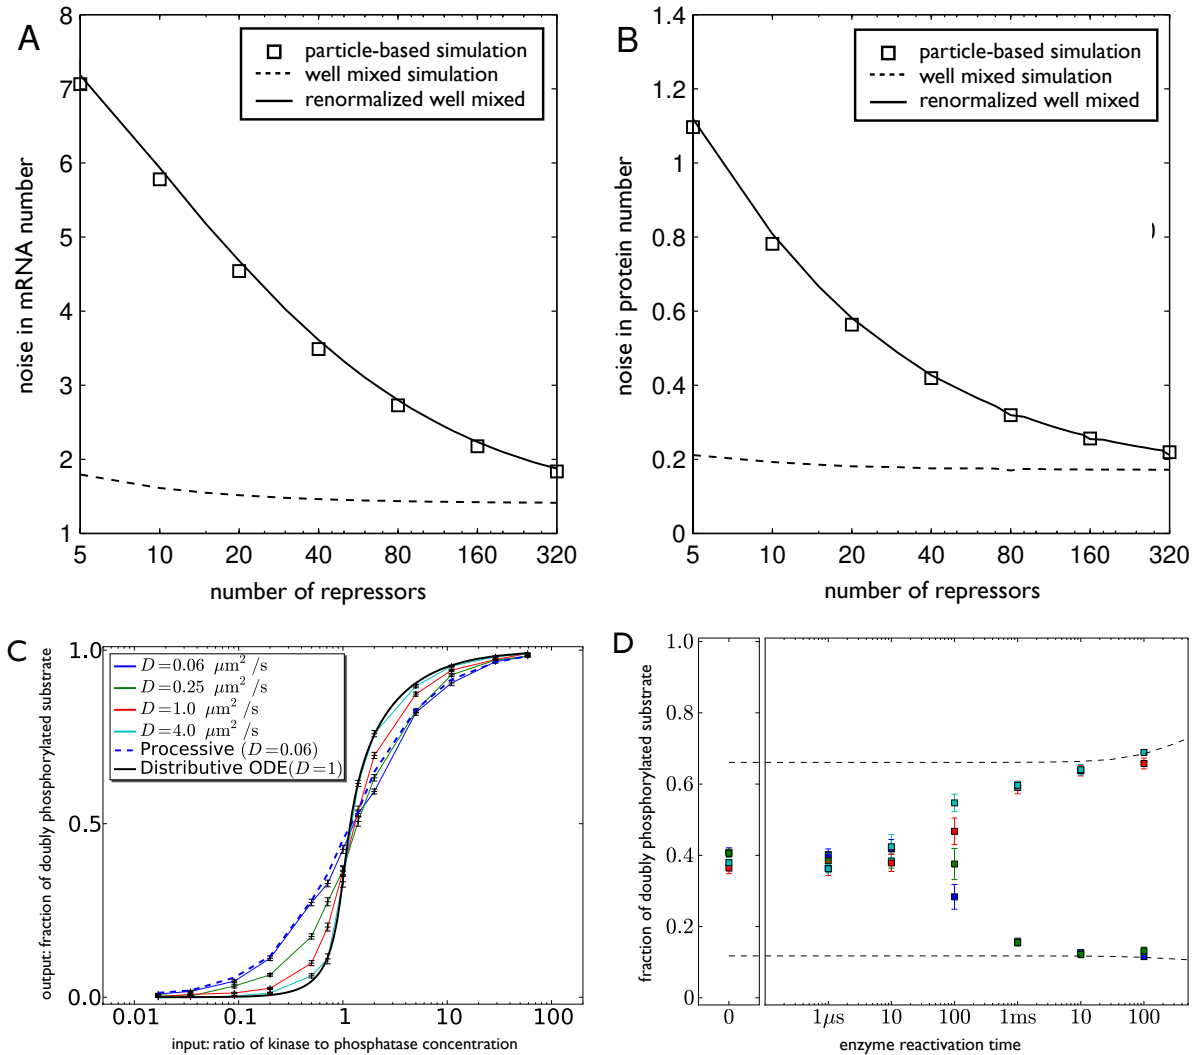 A
8
7
6
5
4
3
2
1
noise in mRNA number
particle-based simulation
well mixed simulation
renormalized well mixed
5 10 20 40 80 160 320
number of repressors
B
1.4
1.2
1
0.8
0.6
0.4
0.2
0
noise in protein number
particle-based simulation
well mixed simulation
renormalized well mixed
)
5 10 20 40 80 160 320
number of repressors
C
1.0
0.5
0.0
output: fraction of doubly phosphorylated substrate
D=0.06 μm² /s
D=0.25 μm² /s
D=1.0 μm² /s
D=4.0 μm² /s
Processive (D=0.06)
Distributive ODE(D=1)
0.01 0.1 1 10 100
input: ratio of kinase to phosphatase concentration
D
1.0
0.8
0.6
0.4
0.2
0
fraction of doubly phosphorylated substrate
0 1μs 10 100 1ms 10 100
enzyme reactivation time